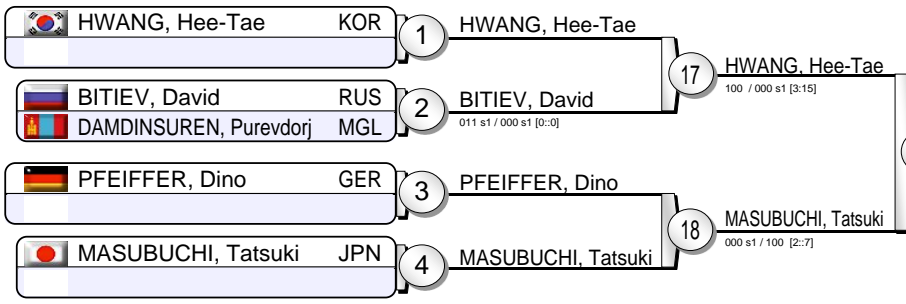 HWANG, Hee-Tae KOR
1
HWANG, Hee-Tae
BITIEV, David RUS
DAMDINSUREN, Purevdorj MGL
2
BITIEV, David
011 s1 / 000 s1 [0::0]
17
HWANG, Hee-Tae
100 / 000 s1 [3:15]
PFEIFFER, Dino GER
3
PFEIFFER, Dino
MASUBUCHI, Tatsuki JPN
4
MASUBUCHI, Tatsuki
18
MASUBUCHI, Tatsuki
000 s1 / 100 [2::7]